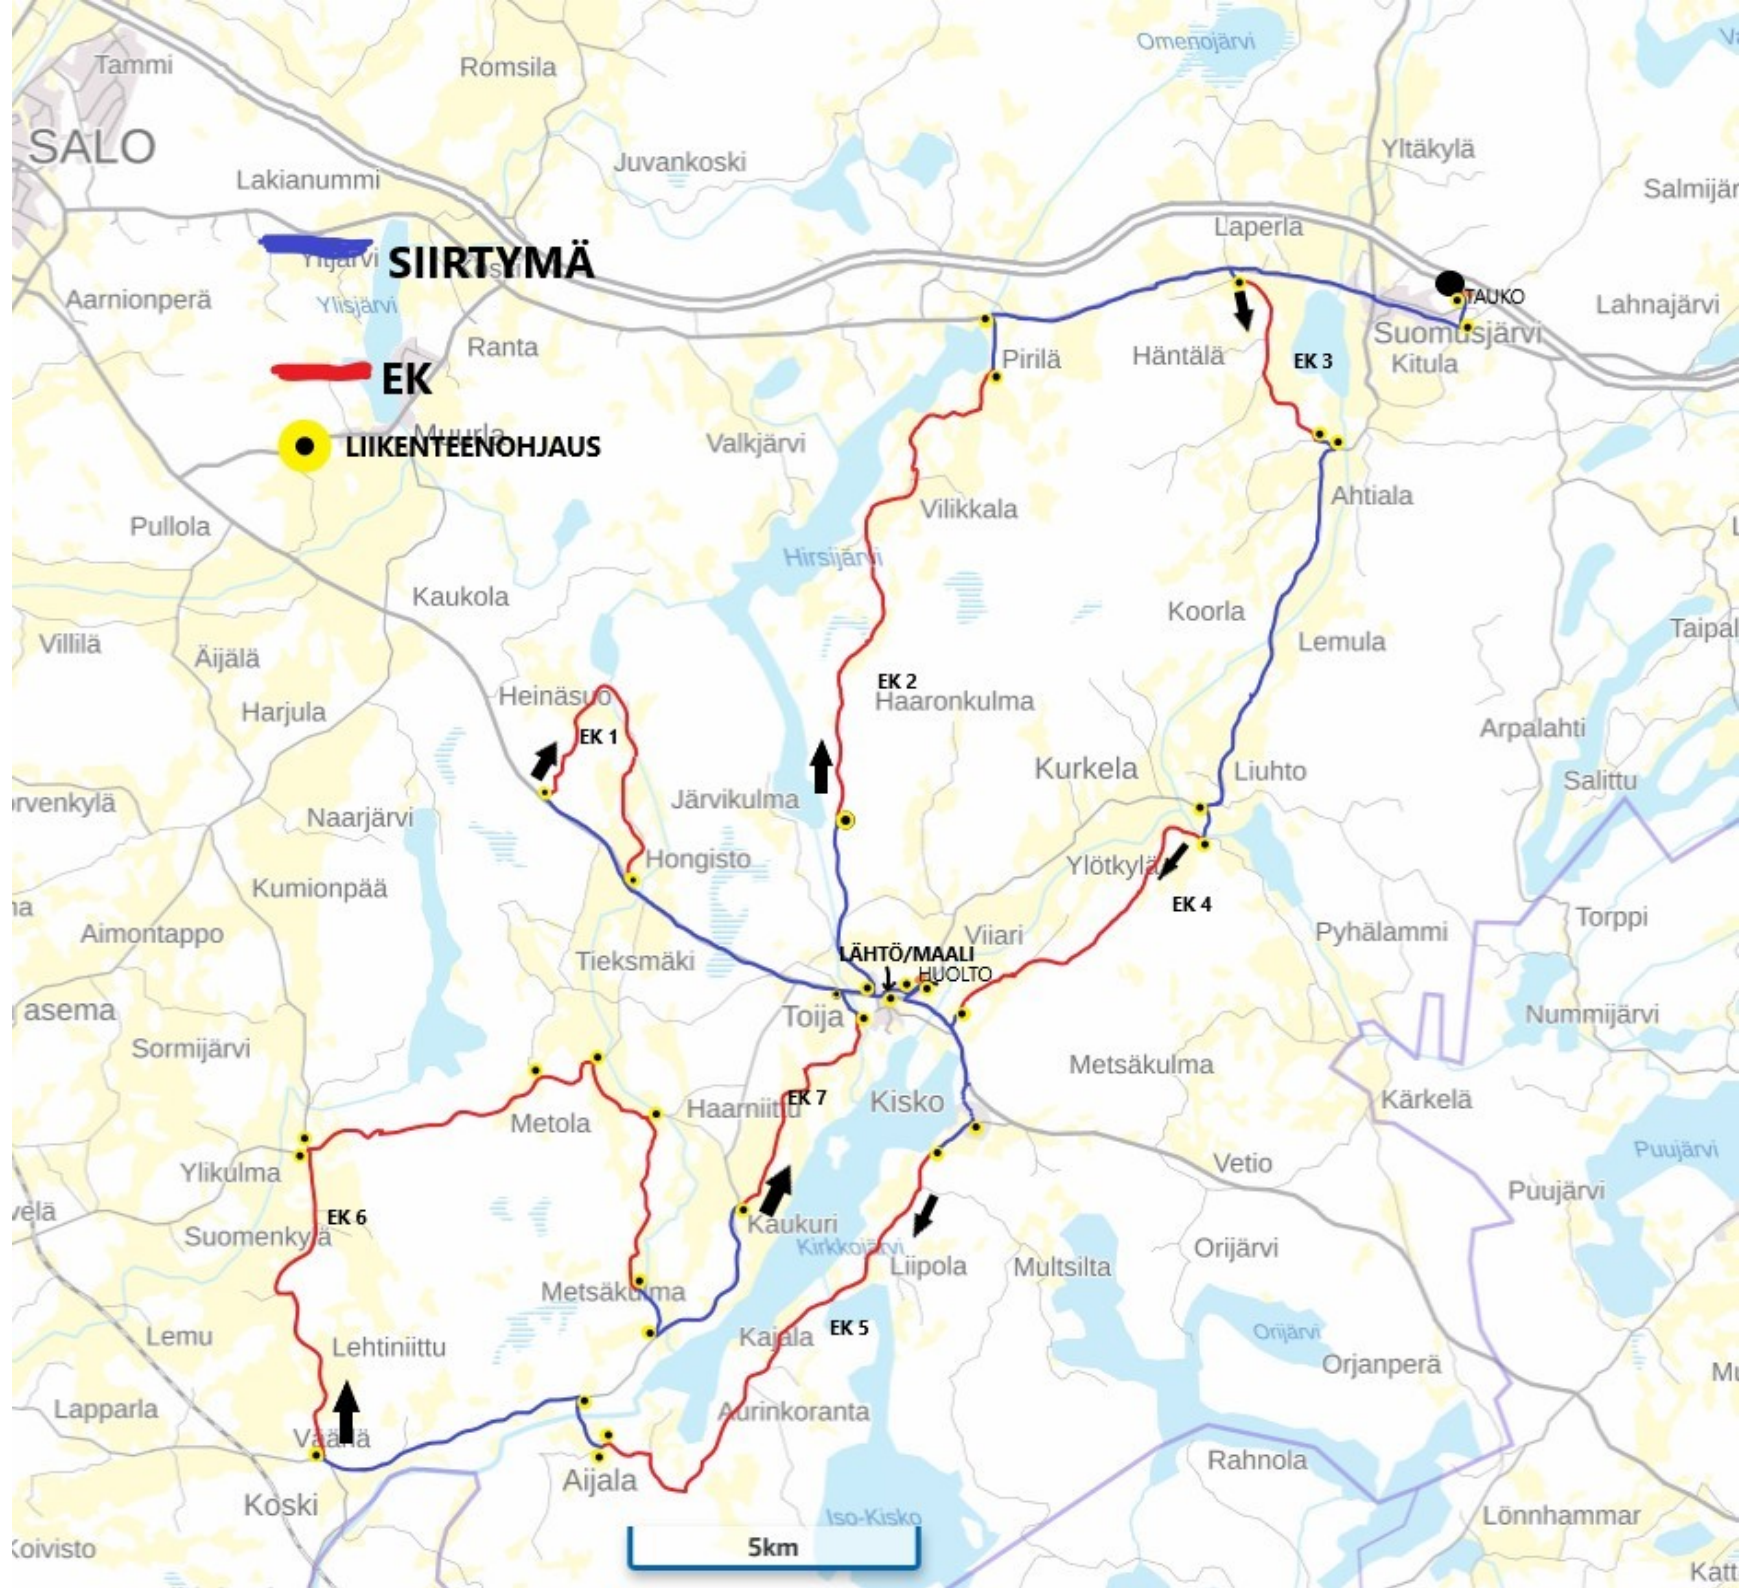 Omenojärvi
Tammi
Romsila
SALO
Juvankoski
Yltäkylä
Lakianummi
Laperla
SIIRTYMÄ
Aarnionperä
Ylisjärvi
TAUKO
Lahnajärvi
Suomusjärvi
Ranta
Pirilä
Häntälä
EK 3
Kitula
EK
Muurla
LIIKENTEENOHJAUS
Valkjärvi
Ahtiala
Vilikkala
Pullola
Hirsijärvi
Kaukola
Koorla
Villilä
Lemula
Äijälä
EK 2
Heinäsuo
Haaronkulma
Harjula
Arpalahti
EK 1
Kurkela
Liuhto
Salittu
Järvikulma
Naarjärvi
Hongisto
Ylötkylä
Kumionpää
EK 4
Torppi
Aimontappo
Viiari
Pyhälammi
LÄHTÖ/MAALI
Tieksmäki
HUOLTO
asema
Toija
Nummijärvi
Sormijärvi
Metsäkulma
EK 7
Kisko
Haarniittu
Kärkelä
Metola
Puujärvi
Ylikulma
Vetio
Puujärvi
EK 6
Kaukuri
Suomenkylä
Kirkkojärvi
Orijärvi
Liipola
Multsilta
Metsäkulma
EK 5
Orijärvi
Lemu
Kajala
Lehtiniittu
Orjanperä
Lapparla
Aurinkoranta
Väärlä
Rahnola
Aijala
Koski
Iso-Kisko
Lönnhammar
5km